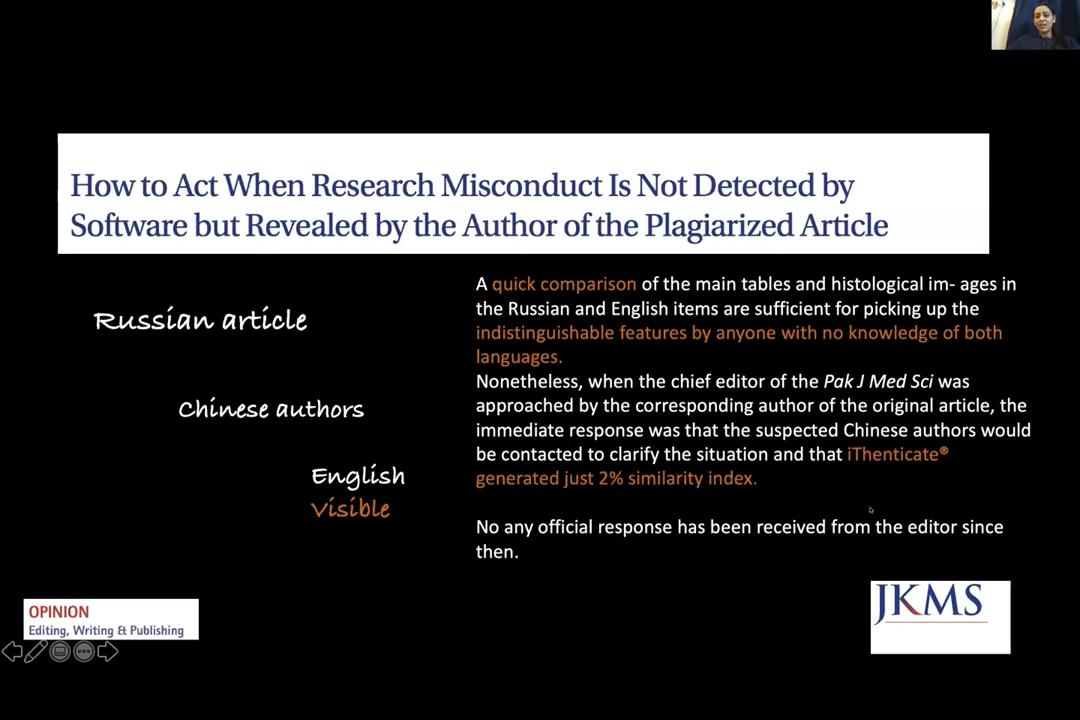 How to Act When Research Misconduct Is Not Detected by
Software but Revealed by the Author of the Plagiarized Article
Russian article
Chinese authors
English
Visible
A quick comparison of the main tables and histological im- ages in
the Russian and English items are sufficient for picking up the
indistinguishable features by anyone with no knowledge of both
languages.
Nonetheless, when the chief editor of the Pak J Med Sci was
approached by the corresponding author of the original article, the
immediate response was that the suspected Chinese authors would
be contacted to clarify the situation and that iThenticate®
generated just 2% similarity index.
No any official response has been received from the editor since
then.
OPINION
Editing, Writing & Publishing
JKMS